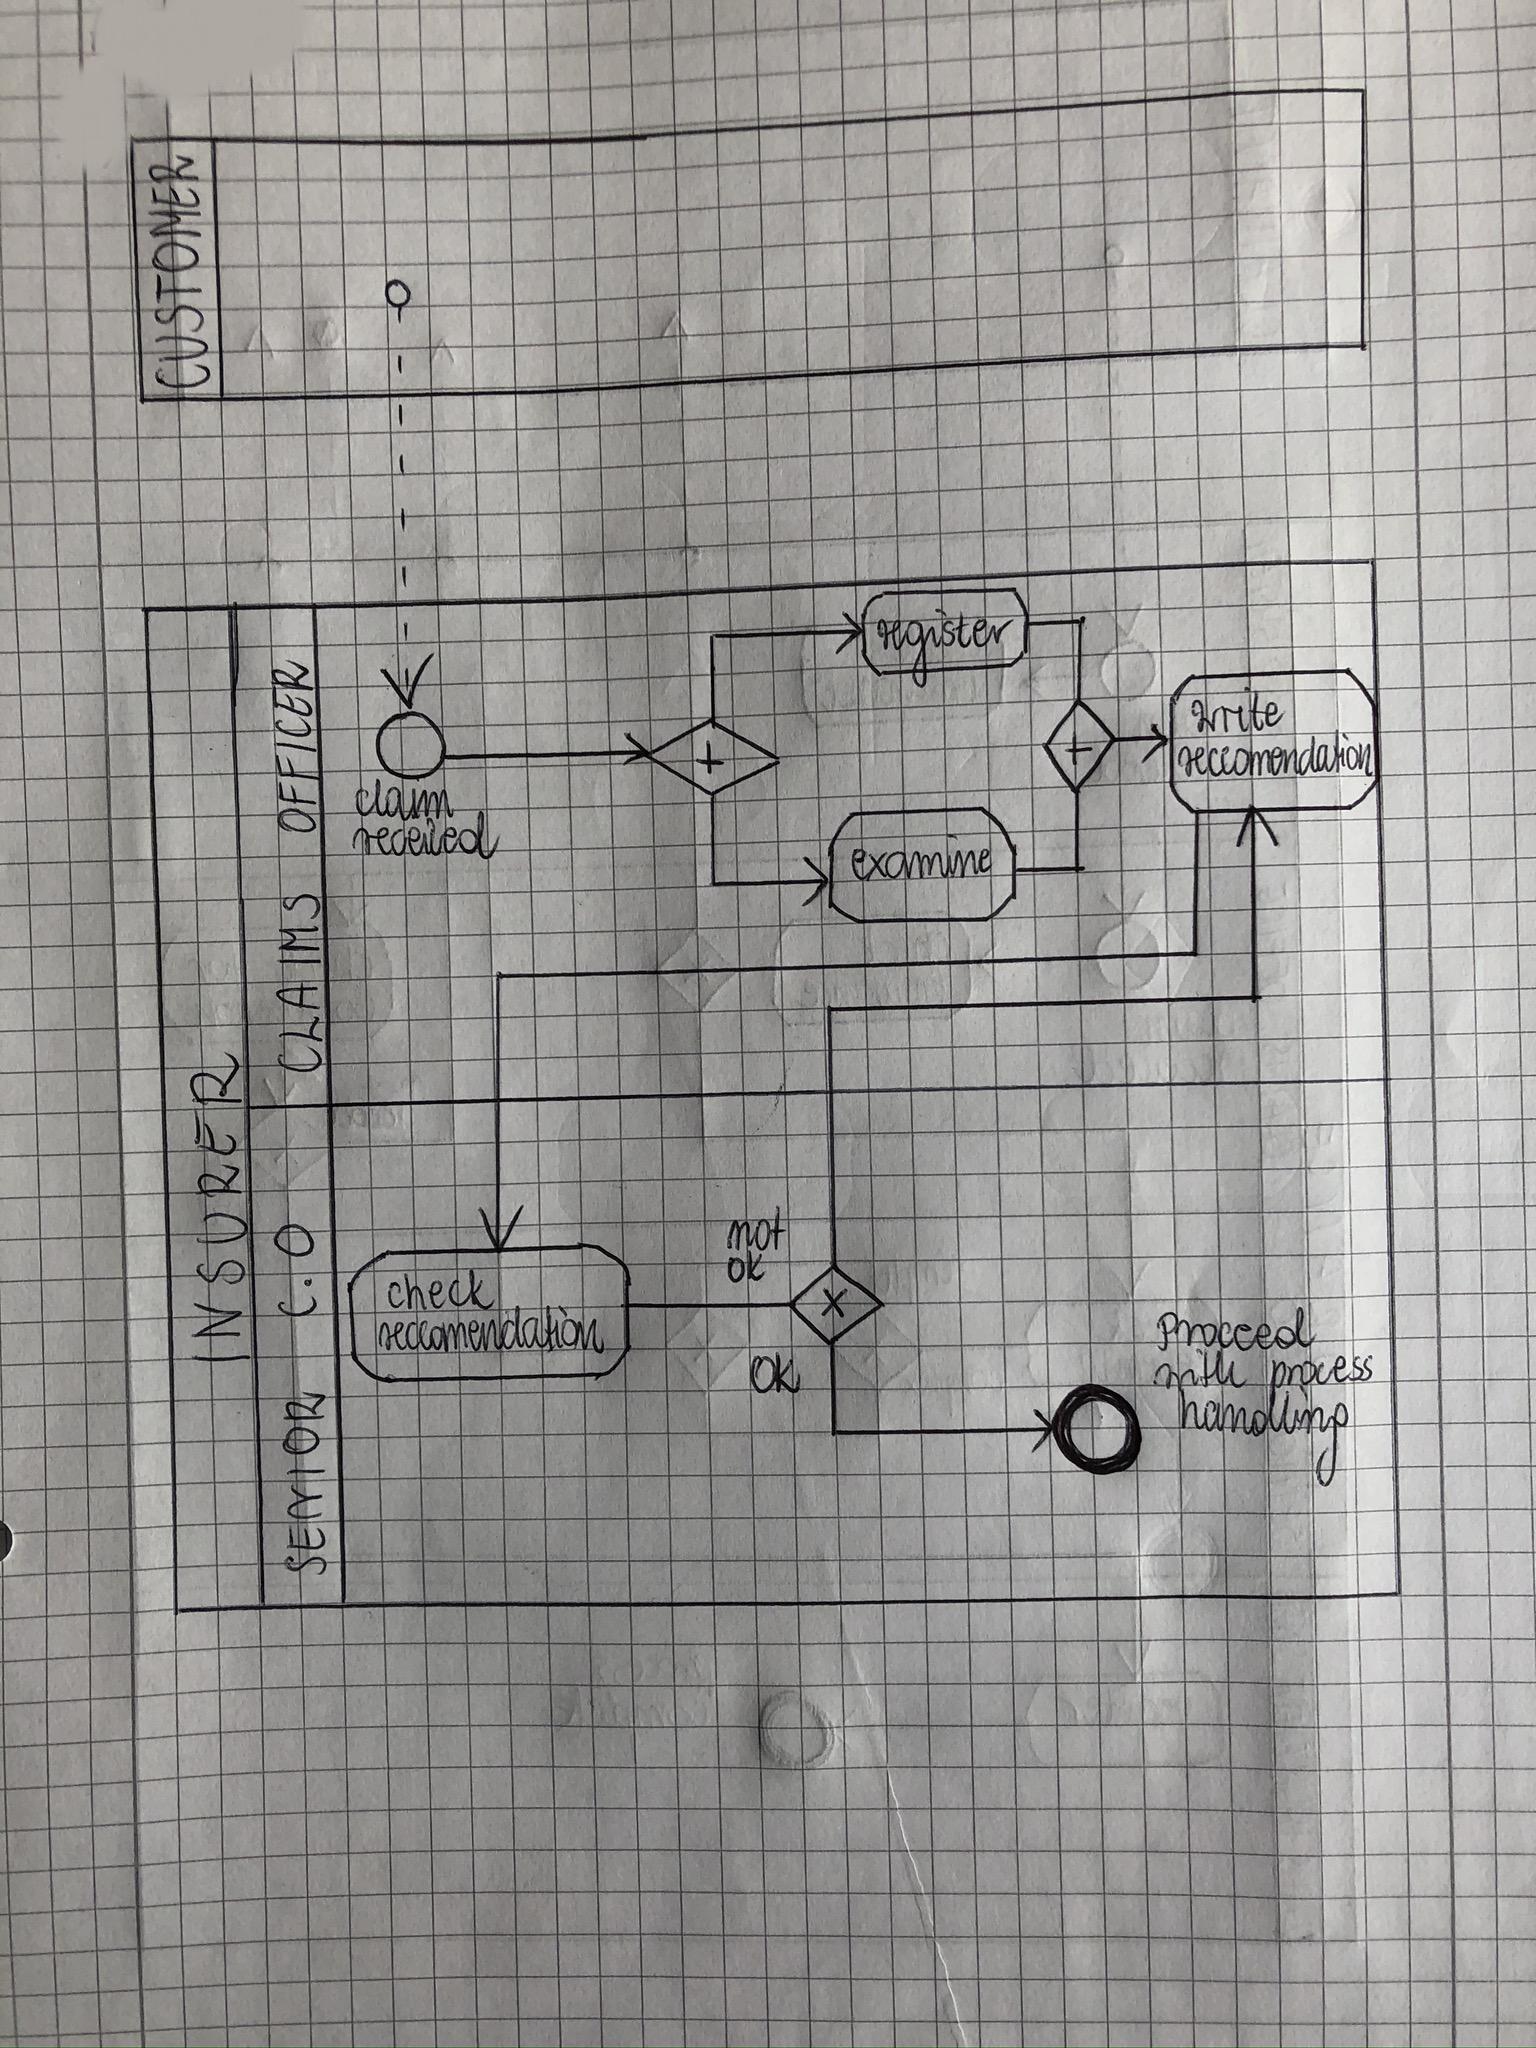 CUSTOMER
INSURER
CLAIMS OFFICER
claim
received
+
register
examine
+
write
reccomendation
SENIOR C.O
check
reccomendation
not
ok
X
OK
Procced
with process
handling